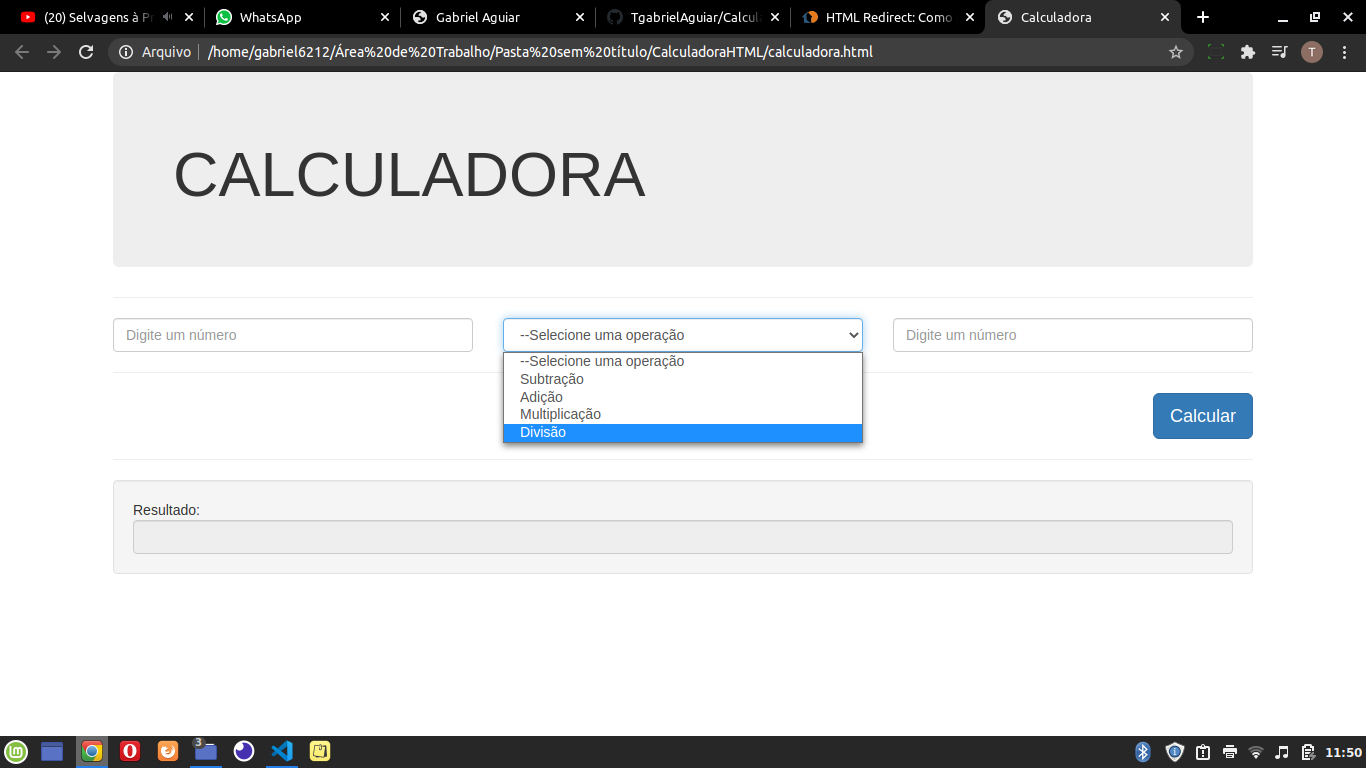 (20) Selvagens à Pr
WhatsApp
Gabriel Aguiar
TgabrielAguiar/Calcul
HTML Redirect: Como
Calculadora
Arquivo
/home/gabriel6212/Área%20de%20Trabalho/Pasta%20sem%20título/CalculadoraHTML/calculadora.html
T
CALCULADORA
Digite um número
--Selecione uma operação
Digite um número
--Selecione uma operação
Subtração
Adição
Multiplicação
Divisão
Calcular
Resultado:
3
11:50